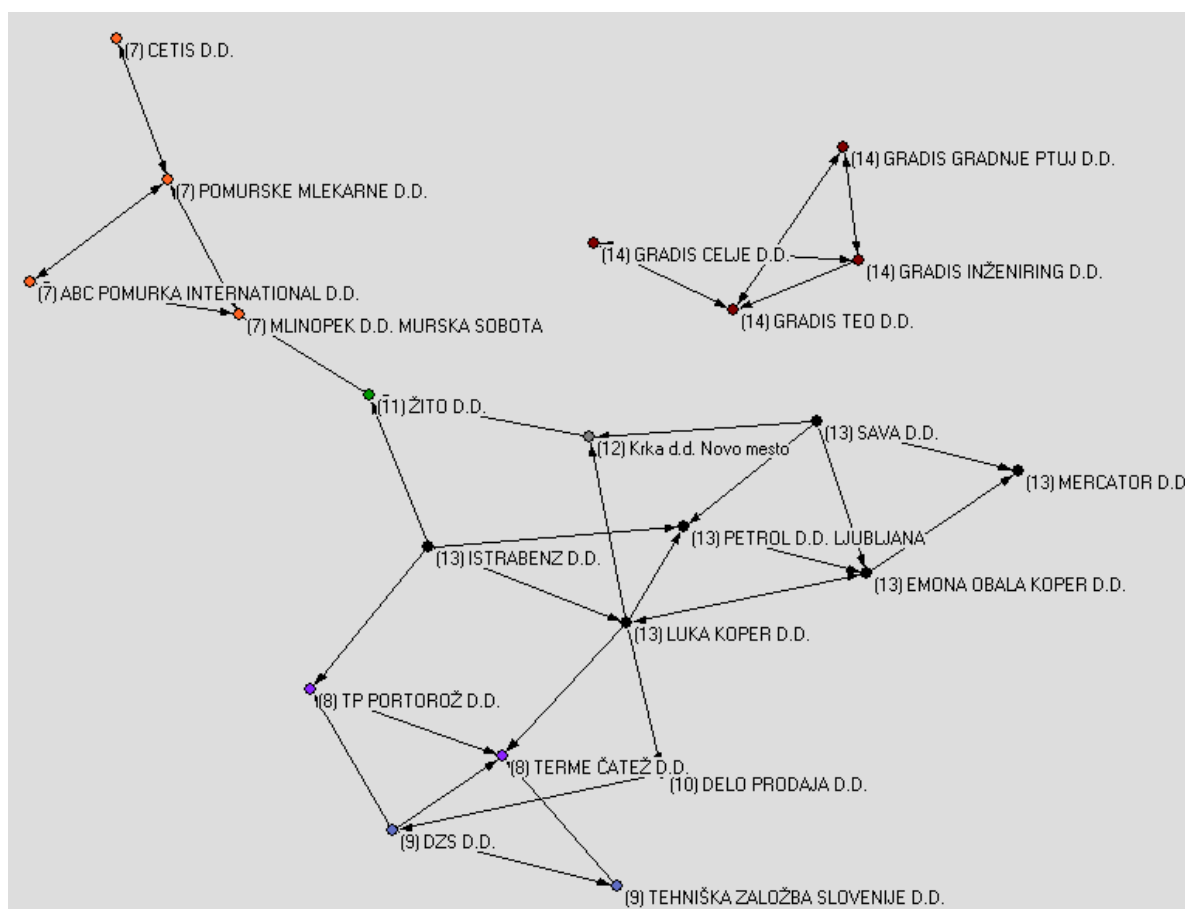 (7) CETIS D.D.
(14) GRADIS GRADNJE PTUJ D.D.
(7) POMURSKE MLEKARNE D.D.
(14) GRADIS CELJE D.D.
(14) GRADIS INŽENIRING D.D.
(7) ABC POMURKA INTERNATIONAL D.D.
(14) GRADIS TEO D.D.
(7) MLINOPEK D.D. MURSKA SOBOTA
(11) ŽITO D.D.
(13) SAVA D.D.
(12) Krka d.d. Novo mesto
(13) MERCATOR D.D
(13) PETROL D.D. LJUBLJANA
(13) ISTRABENZ D.D.
(13) EMONA OBALA KOPER D.D.
(13) LUKA KOPER D.D.
(8) TP PORTOROŽ D.D.
(8) TERME ČATEŽ D.D.
(10) DELO PRODAJA D.D.
(9) DZS D.D.
(9) TEHNIŠKA ZALOŽBA SLOVENIJE D.D.